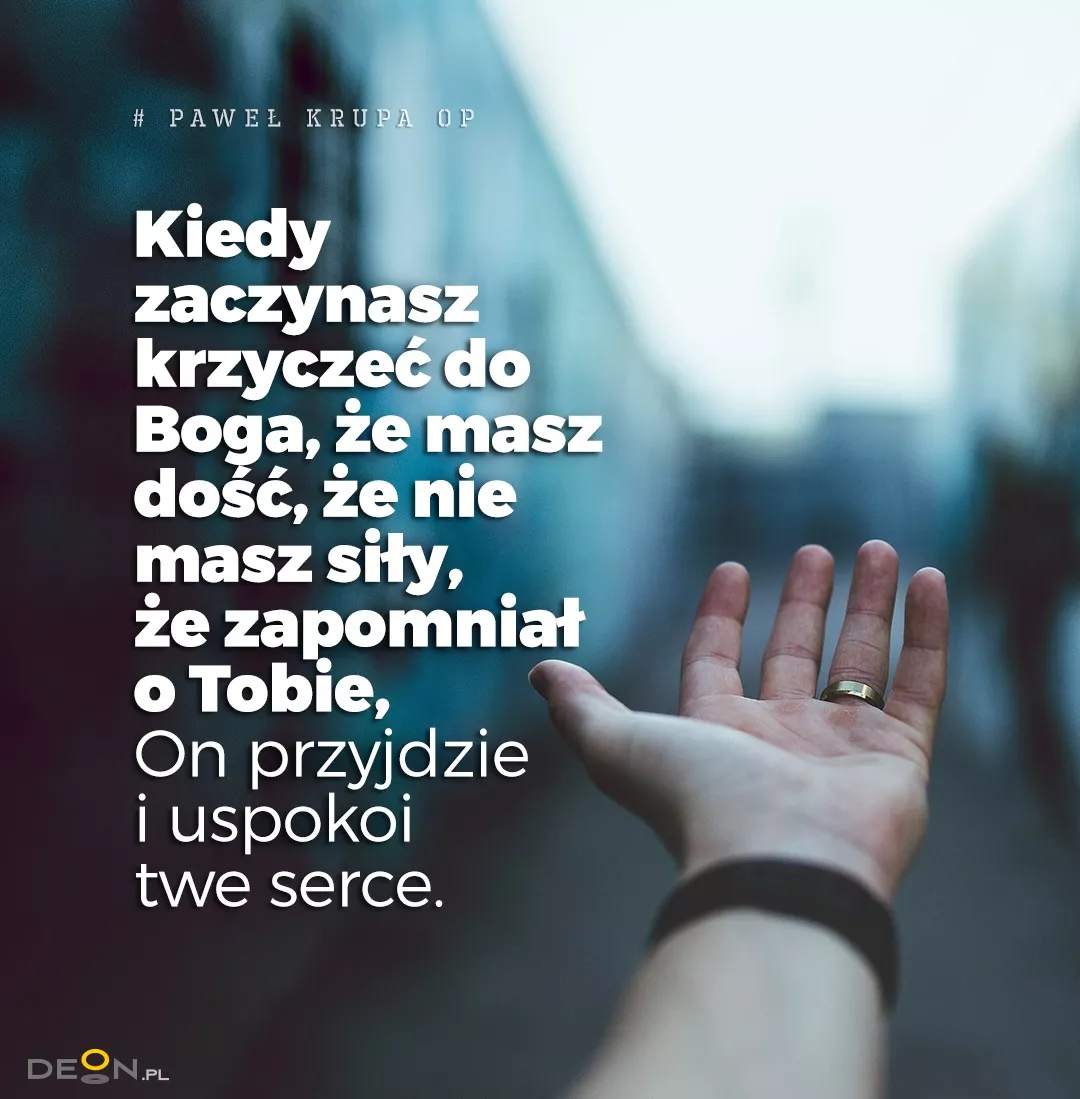 # PAWEŁ KRUPA OP
Kiedy
zaczynasz
krzyczeć do
Boga, że masz
dość, że nie
masz siły,
że zapomniał
o Tobie,
On przyjdzie
i uspokoi
twe serce.
DEON.PL